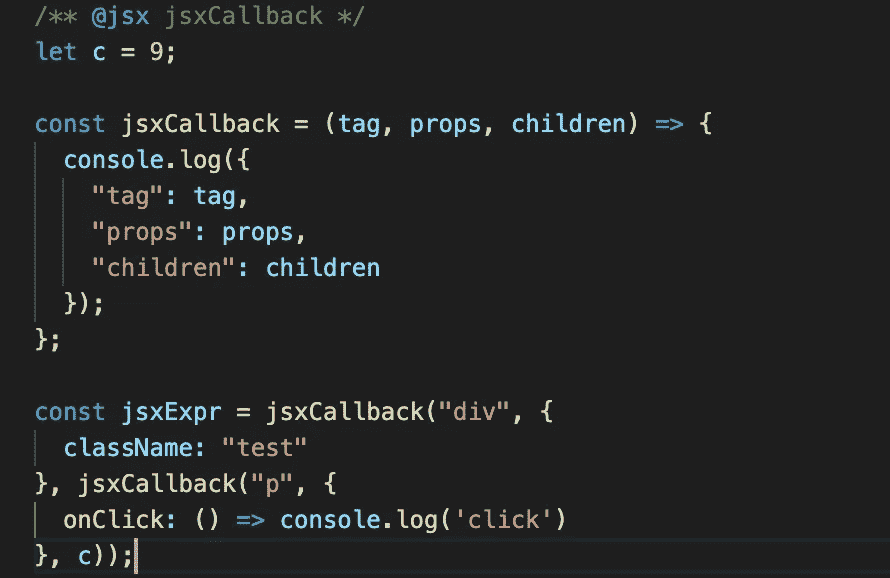 /** @jsx jsxCallback */
let c = 9;
const jsxCallback = (tag, props, children) => {
console.log({
"tag": tag,
"props": props,
"children": children
});
};
const jsxExpr = jsxCallback("div", {
className: "test"
}, jsxCallback("p", {
onClick: () => console.log('click')
}, c));